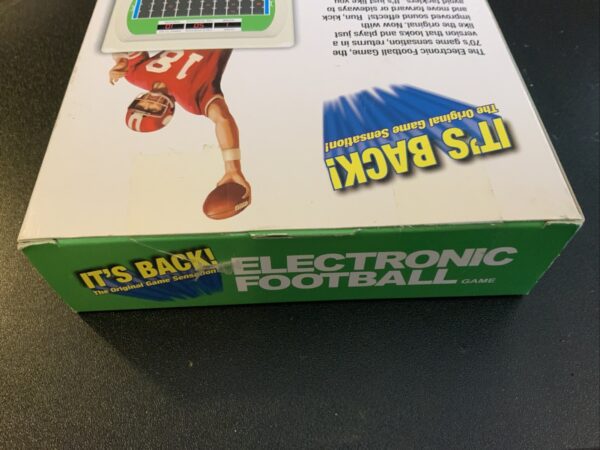 IT'S BACK!
The Original Game Sensation!
ELECTRONIC
FOOTBALL GAME
IT'S BACK!
The Original Game Sensation!
The Electronic Football Game, the
70's game sensation, returns in a
version that looks and plays just
like the original. Now with
improved sound effects! Run, kick
and move forward or sideways to
avoid tacklers. It's just like you
18